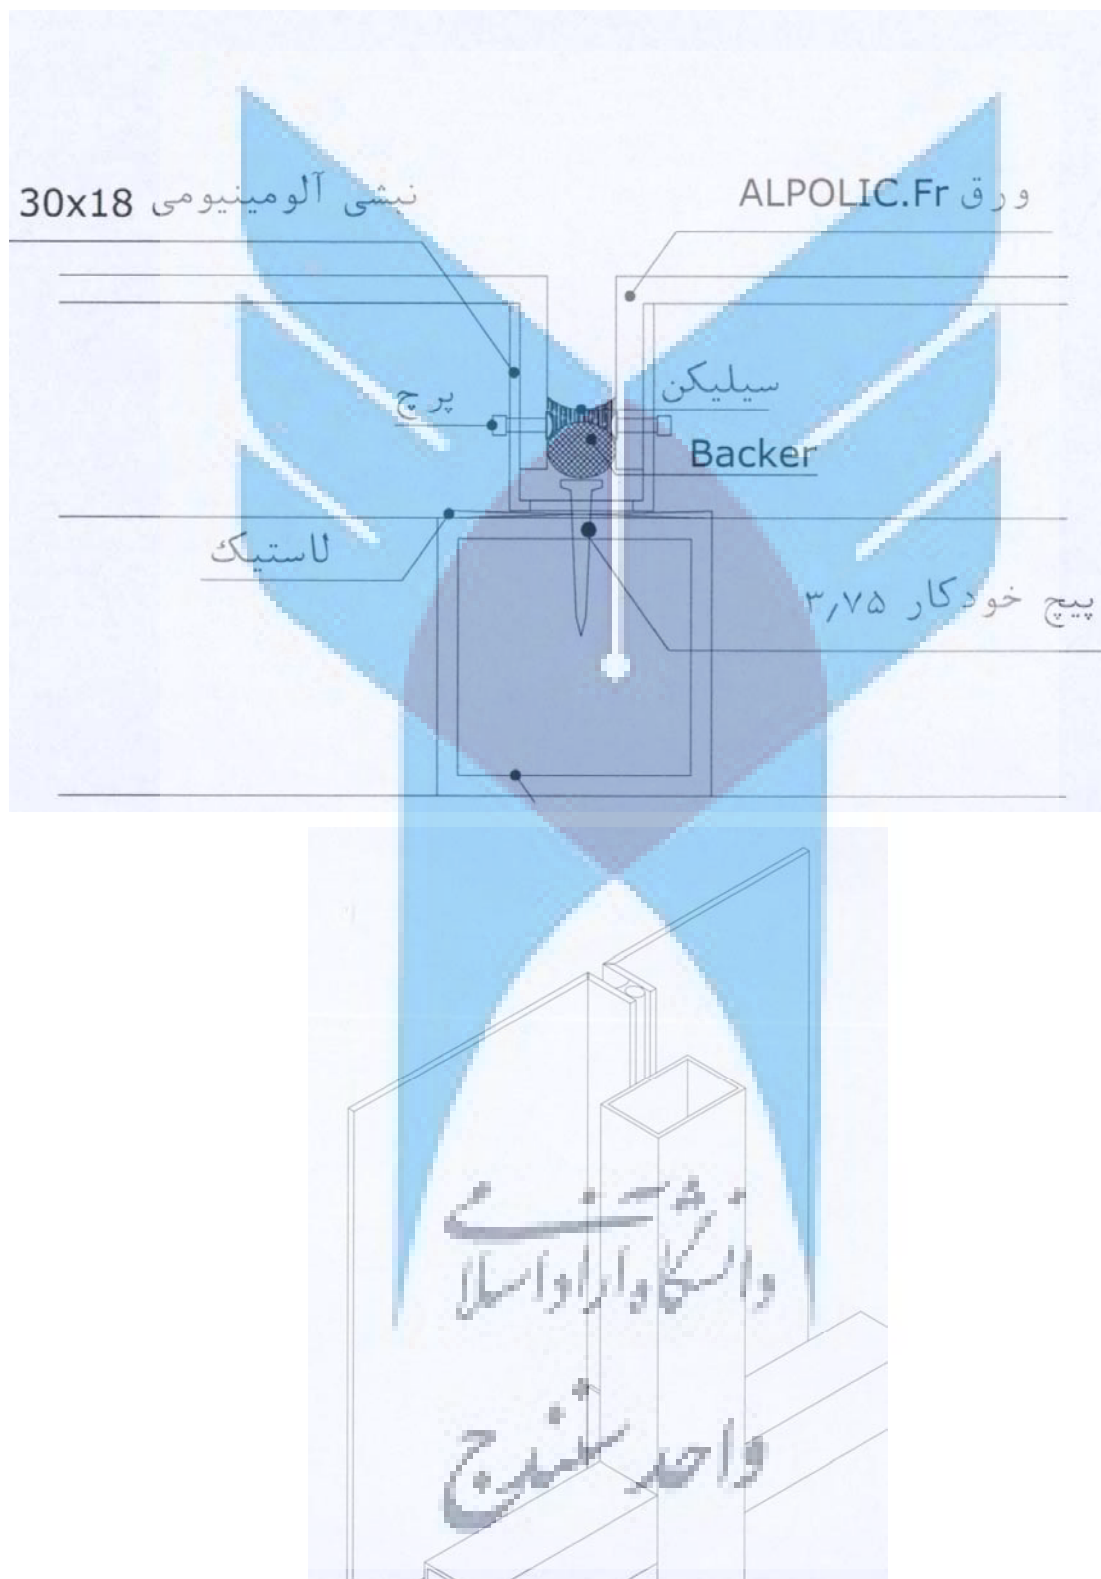 نبشی آلومینیومی 30x18
ورق ALPOLIC.Fr
سیلیکن
پرچ
Backer
لاستیک
پیچ خودکار ۳٫۷۵
دانشگاه آزاد اسلامی
واحد سنندج